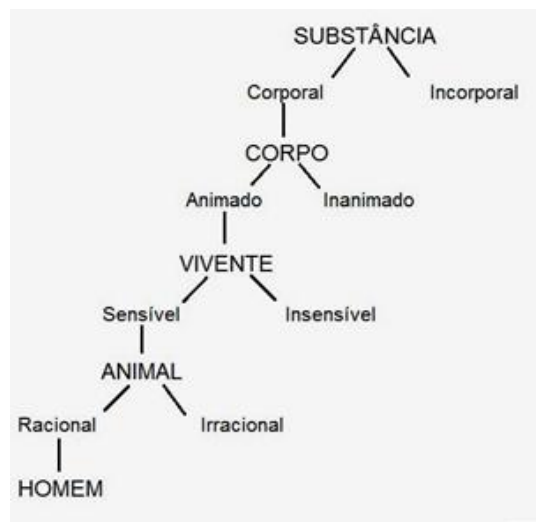 SUBSTÂNCIA
Corporal Incorporal
CORPO
Animado Inanimado
VIVENTE
Sensível Insensível
ANIMAL
Racional Irracional
HOMEM